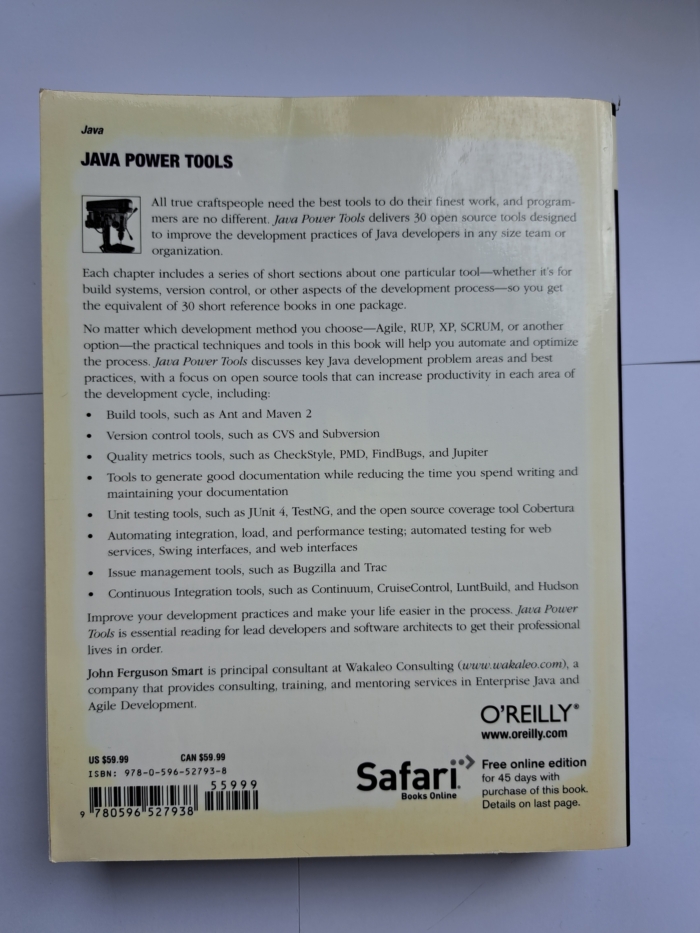 Java
JAVA POWER TOOLS
All true craftspeople need the best tools to do their finest work, and program-
mers are no different. Java Power Tools delivers 30 open source tools designed
to improve the development practices of Java developers in any size team or
organization.
Each chapter includes a series of short sections about one particular tool—whether it's for
build systems, version control, or other aspects of the development process—so you get
the equivalent of 30 short reference books in one package.
No matter which development method you choose—Agile, RUP, XP, SCRUM, or another
option—the practical techniques and tools in this book will help you automate and optimize
the process. Java Power Tools discusses key Java development problem areas and best
practices, with a focus on open source tools that can increase productivity in each area of
the development cycle, including:
• Build tools, such as Ant and Maven 2
• Version control tools, such as CVS and Subversion
• Quality metrics tools, such as CheckStyle, PMD, FindBugs, and Jupiter
• Tools to generate good documentation while reducing the time you spend writing and
maintaining your documentation
• Unit testing tools, such as JUnit 4, TestNG, and the open source coverage tool Cobertura
• Automating integration, load, and performance testing; automated testing for web
services, Swing interfaces, and web interfaces
• Issue management tools, such as Bugzilla and Trac
• Continuous Integration tools, such as Continuum, CruiseControl, LuntBuild, and Hudson
Improve your development practices and make your life easier in the process. Java Power
Tools is essential reading for lead developers and software architects to get their professional
lives in order.
John Ferguson Smart is principal consultant at Wakaleo Consulting (www.wakaleo.com), a
company that provides consulting, training, and mentoring services in Enterprise Java and
Agile Development.
O'REILLY®
www.oreilly.com
US $59.99 CAN $59.99
ISBN: 978-0-596-52793-8
55999
9 780596 527938
Safari
Books Online
Free online edition
for 45 days with
purchase of this book.
Details on last page.